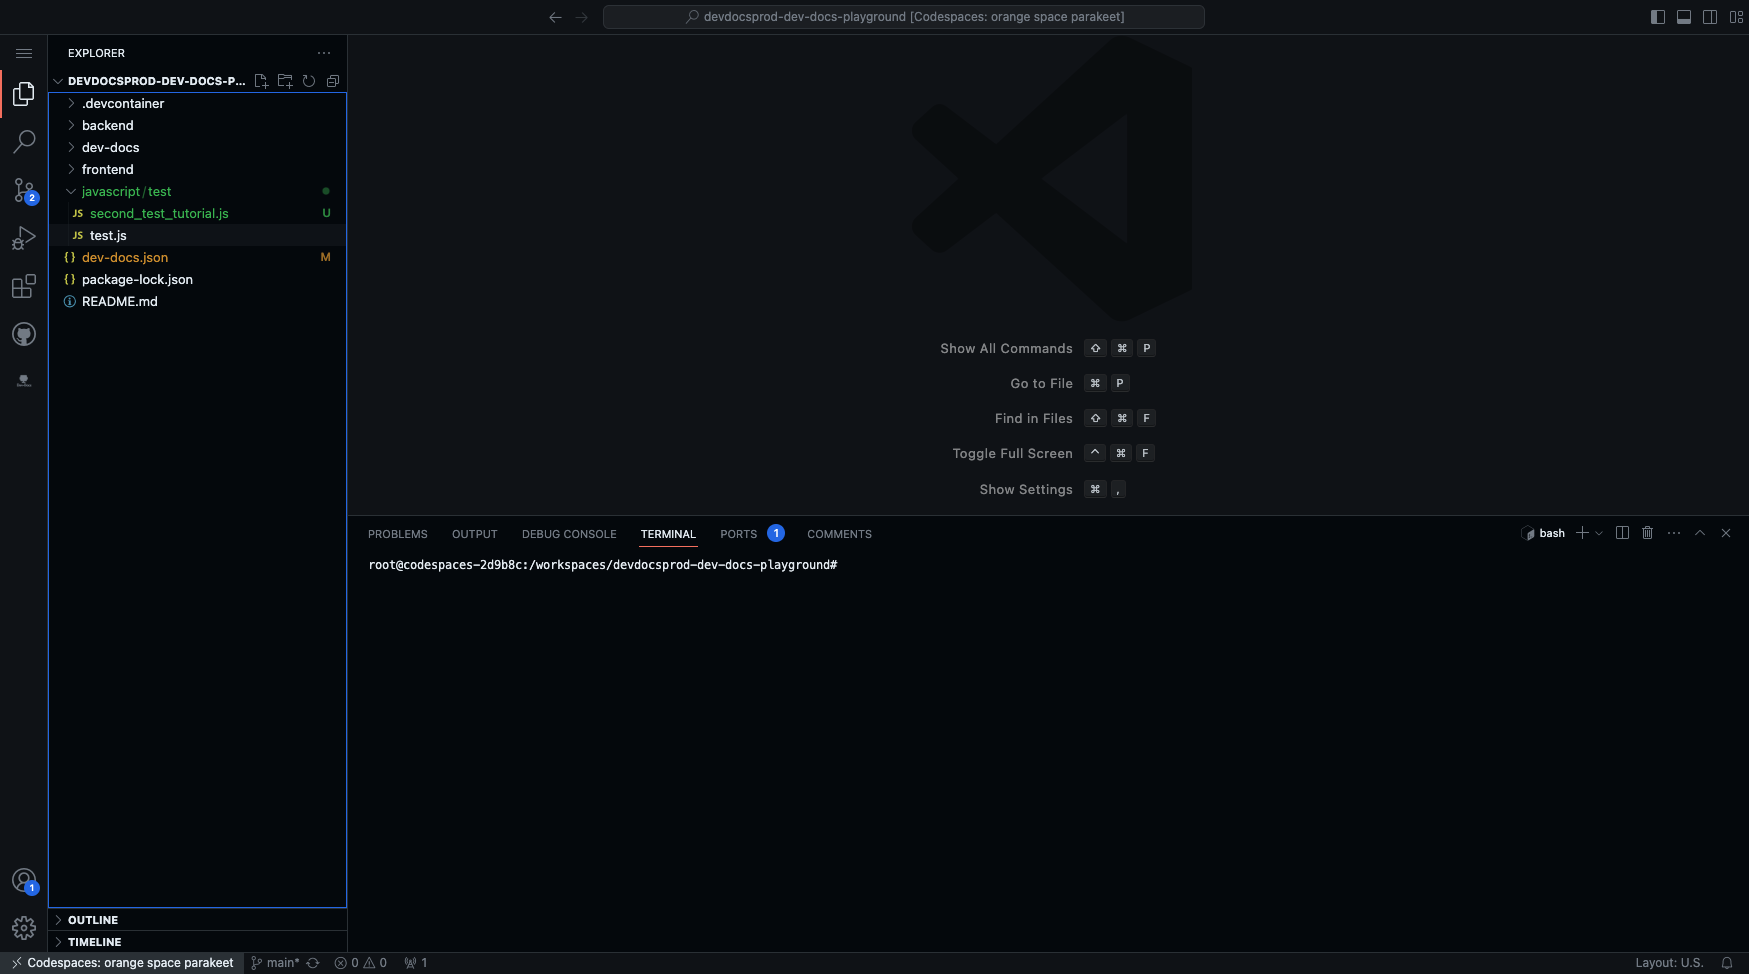 devdocsprod-dev-docs-playground [Codespaces: orange space parakeet]
EXPLORER
DEVDOCSPROD-DEV-DOCS-P...
.devcontainer
backend
dev-docs
frontend
javascript/test
JS second_test_tutorial.js U
JS test.js
{} dev-docs.json M
{} package-lock.json
README.md
2
1
Show All Commands ⇧ ⌘ P
Go to File ⌘ P
Find in Files ⇧ ⌘ F
Toggle Full Screen ^ ⌘ F
Show Settings ⌘ ,
PROBLEMS OUTPUT DEBUG CONSOLE TERMINAL PORTS 1 COMMENTS
bash
root@codespaces-2d9b8c:/workspaces/devdocsprod-dev-docs-playground#
OUTLINE
TIMELINE
Codespaces: orange space parakeet main* 0 0 1
Layout: U.S.